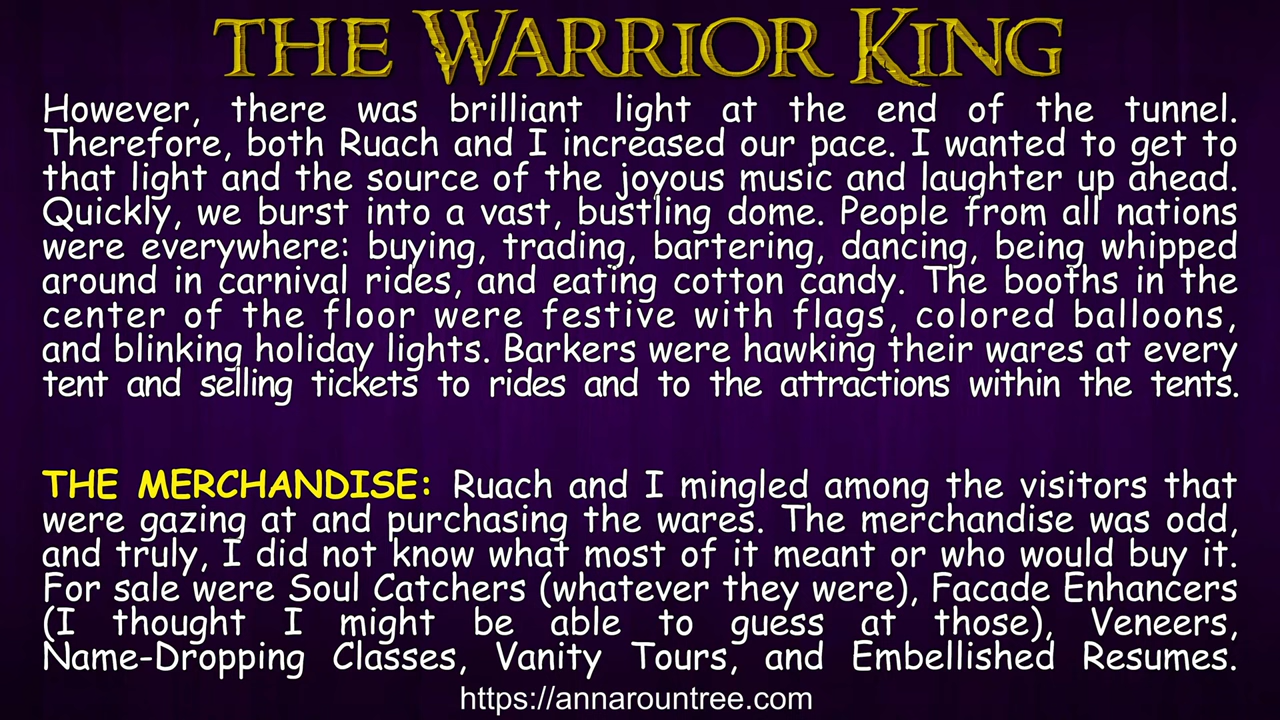 THE WARRIOR KING
However, there was brilliant light at the end of the tunnel.
Therefore, both Ruach and I increased our pace. I wanted to get to
that light and the source of the joyous music and laughter up ahead.
Quickly, we burst into a vast, bustling dome. People from all nations
were everywhere: buying, trading, bartering, dancing, being whipped
around in carnival rides, and eating cotton candy. The booths in the
center of the floor were festive with flags, colored balloons,
and blinking holiday lights. Barkers were hawking their wares at every
tent and selling tickets to rides and to the attractions within the tents.
THE MERCHANDISE: Ruach and I mingled among the visitors that
were gazing at and purchasing the wares. The merchandise was odd,
and truly, I did not know what most of it meant or who would buy it.
For sale were Soul Catchers (whatever they were), Facade Enhancers
(I thought I might be able to guess at those), Veneers,
Name-Dropping Classes, Vanity Tours, and Embellished Resumes.
https://annarountree.com